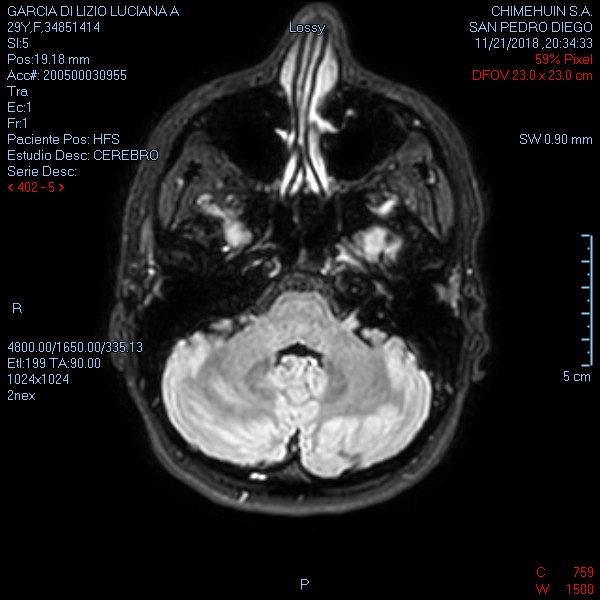 GARCIA DI LIZIO LUCIANA A
29Y,F,34851414
Sl:5
Pos:19.18 mm
Acc#: 200500030955
Tra
Ec:1
Fr:1
Paciente Pos: HFS
Estudio Desc: CEREBRO
Serie Desc:
< 402 - 5 >
Lossy
CHIMEHUIN S.A.
SAN PEDRO DIEGO
11/21/2018 ,20:34:33
59% Pixel
DFOV 23.0 x 23.0 cm
SW 0.90 mm
R
4800.00/1650.00/335.13
Etl:199 TA:90.00
1024x1024
2nex
5 cm
P
C 759
W 1500